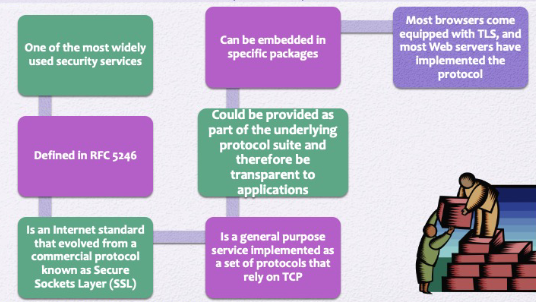 One of the most widely
used security services
Defined in RFC 5246
Is an Internet standard
that evolved from a
commercial protocol
known as Secure
Sockets Layer (SSL)
Is a general purpose
service implemented as
a set of protocols that
rely on TCP
Could be provided as
part of the underlying
protocol suite and
therefore be
transparent to
applications
Can be embedded in
specific packages
Most browsers come
equipped with TLS, and
most Web servers have
implemented the
protocol